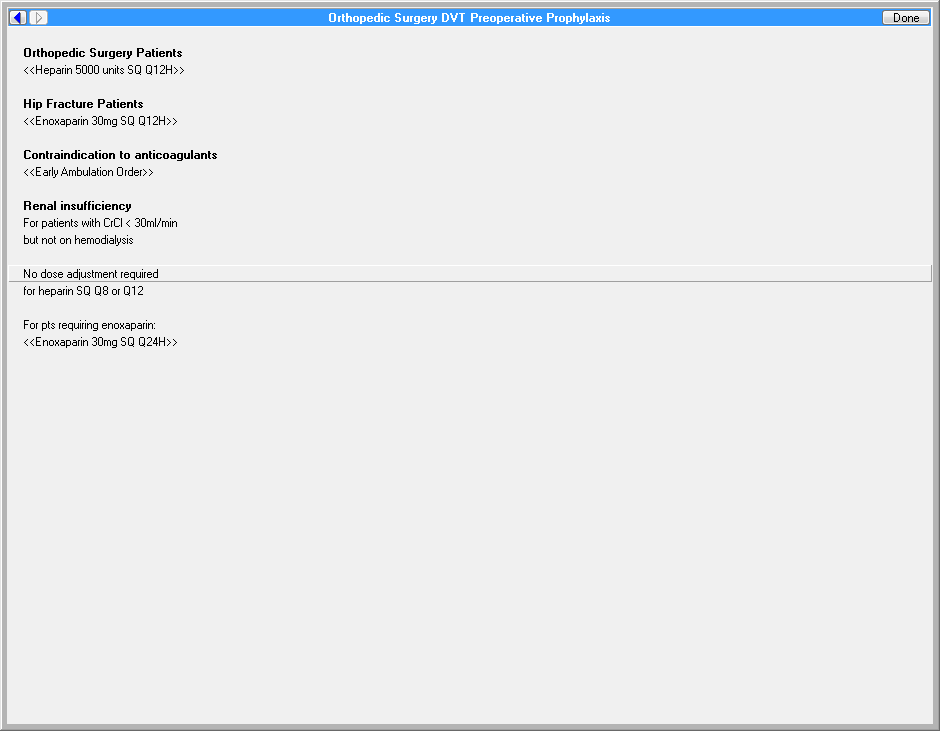 Orthopedic Surgery DVT Preoperative Prophylaxis
Done
Orthopedic Surgery Patients
<<Heparin 5000 units SQ Q12H>>
Hip Fracture Patients
<<Enoxaparin 30mg SQ Q12H>>
Contraindication to anticoagulants
<<Early Ambulation Order>>
Renal insufficiency
For patients with CrCl < 30ml/min
but not on hemodialysis
No dose adjustment required
for heparin SQ Q8 or Q12
For pts requiring enoxaparin:
<<Enoxaparin 30mg SQ Q24H>>